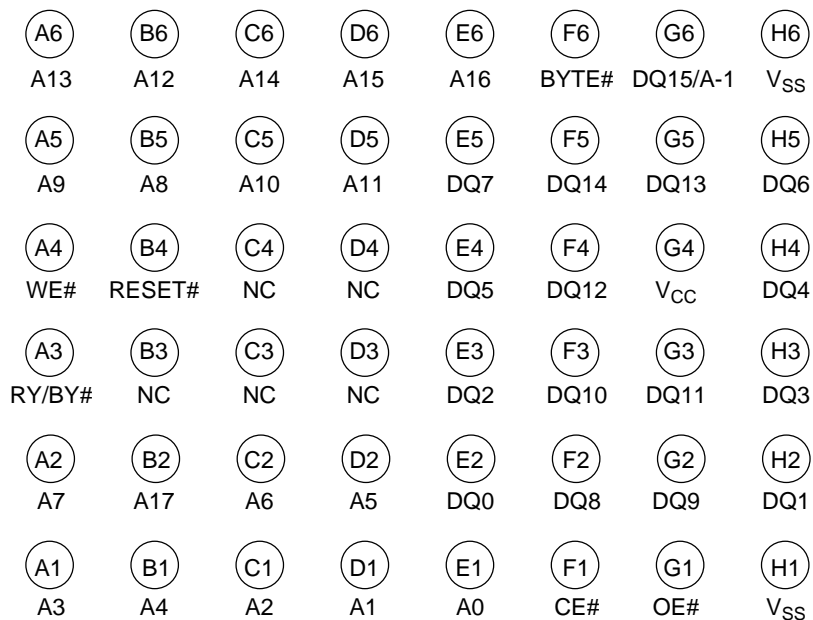 A6 B6 C6 D6 E6 F6 G6 H6
A13 A12 A14 A15 A16 BYTE# DQ15/A-1 VSS
A5 B5 C5 D5 E5 F5 G5 H5
A9 A8 A10 A11 DQ7 DQ14 DQ13 DQ6
A4 B4 C4 D4 E4 F4 G4 H4
WE# RESET# NC NC DQ5 DQ12 VCC DQ4
A3 B3 C3 D3 E3 F3 G3 H3
RY/BY# NC NC NC DQ2 DQ10 DQ11 DQ3
A2 B2 C2 D2 E2 F2 G2 H2
A7 A17 A6 A5 DQ0 DQ8 DQ9 DQ1
A1 B1 C1 D1 E1 F1 G1 H1
A3 A4 A2 A1 A0 CE# OE# VSS